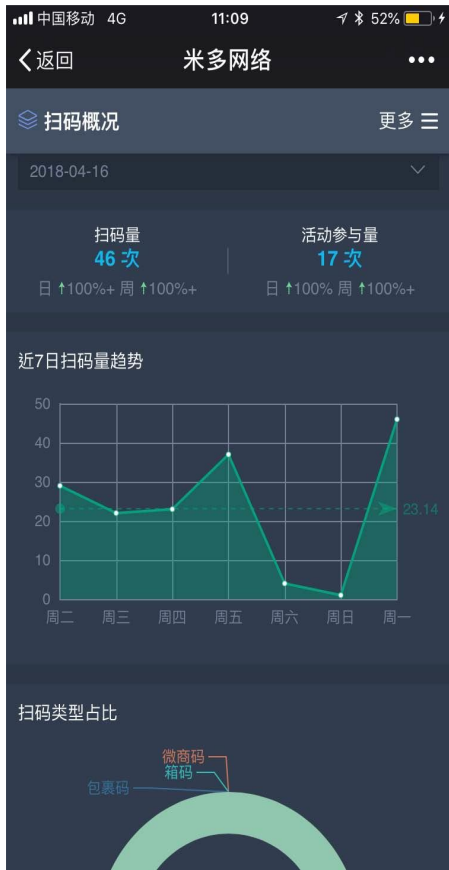 中国移动 4G 11:09 52%
返回 米多网络
扫码概况 更多
2018-04-16
扫码量 活动参与量
46 次 17 次
日 ↑100%+ 周 ↑100%+ 日 ↑100% 周 ↑100%+
近7日扫码量趋势
50
40
30
23.14
20
10
0
周二 周三 周四 周五 周六 周日 周一
扫码类型占比
微商码
箱码
包裹码